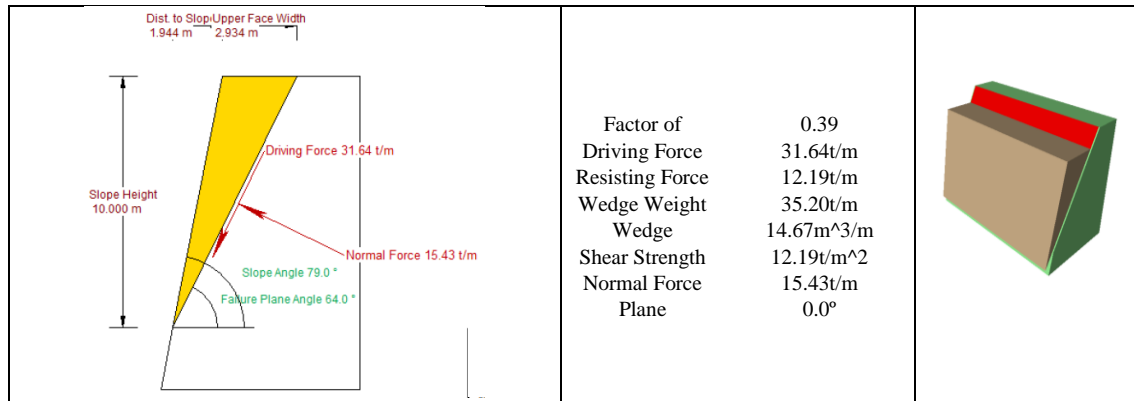 Dist. to SlopUpper Face Width
1.944 m 2.934 m
Driving Force 31.64 t/m
Slope Height
10.000 m
Normal Force 15.43 t/m
Slope Angle 79.0 °
Failure Plane Angle 64.0 °
Factor of 0.39
Driving Force 31.64t/m
Resisting Force 12.19t/m
Wedge Weight 35.20t/m
Wedge 14.67m^3/m
Shear Strength 12.19t/m^2
Normal Force 15.43t/m
Plane 0.0º